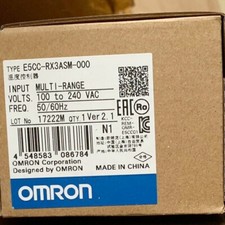 TYPE E5CC-RX3ASM-000
温度控制器
INPUT MULTI-RANGE
VOLTS. 100 to 240 VAC
FREQ. 50/60Hz
LOT No 17222M QTY.1 Ver 2.1
N1
4 548583 086784
OMRON
OMRON Corporation
Designed by OMRON
MADE IN CHINA